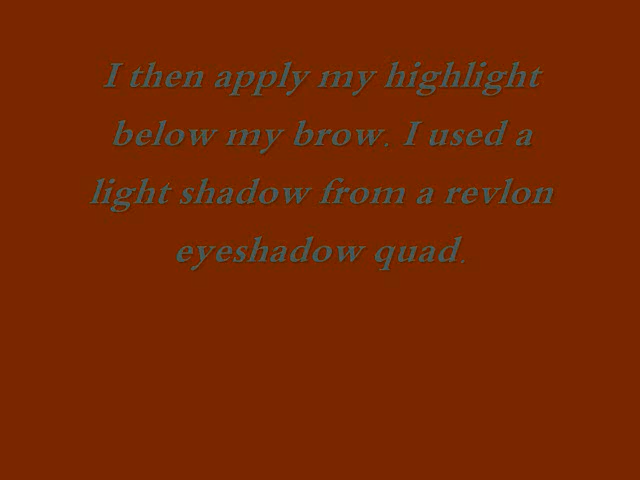 I then apply my highlight
below my brow. I used a
light shadow from a revlon
eyeshadow quad.